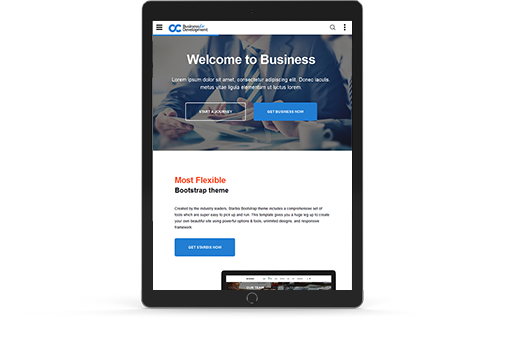 Business for
Development
Welcome to Business
Lorem ipsum dolor sit amet, consectetur adipiscing elit. Donec iaculis
metus vitae ligula elementum ut luctus lorem.
START A JOURNEY
GET BUSINESS NOW
Most Flexible
Bootstrap theme
Created by the industry leaders, Startbis Bootstrap theme includes a comprehensive set of
tools which are super easy to pick up and run. This template gives you a huge leg up to create
your own beautiful site using powerful options & tools, unlimited designs, and responsive
framework
GET STARBIS NOW
OUR TEAM